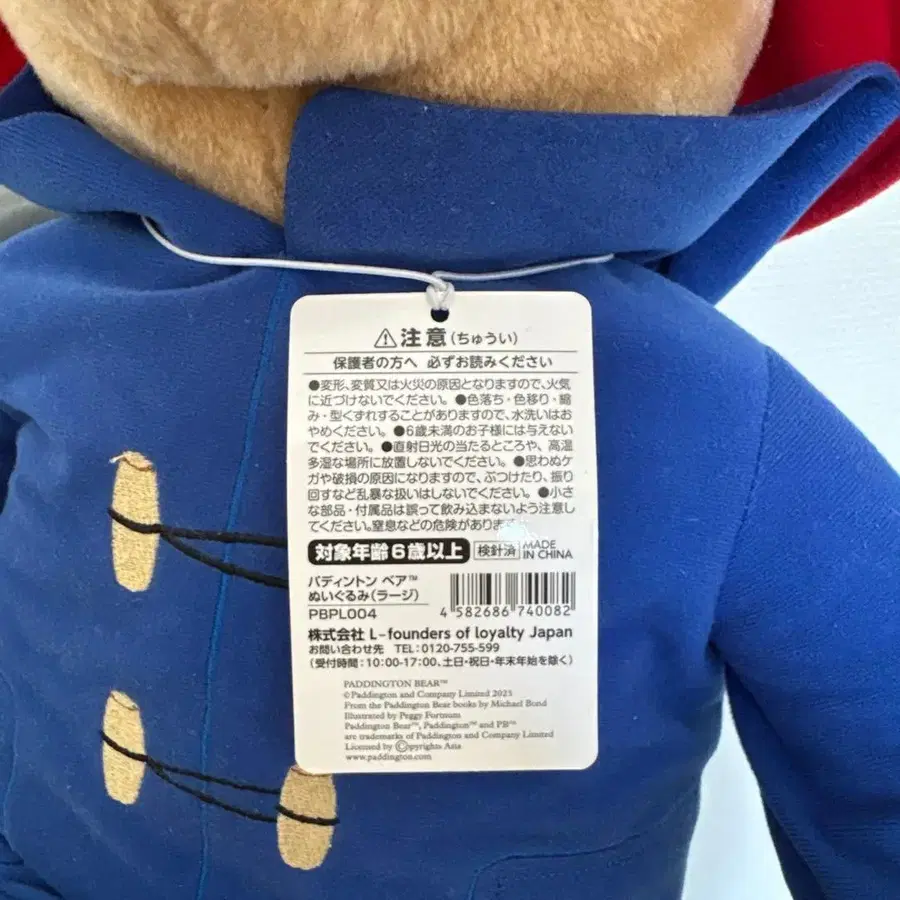 ⚠注意(ちゅうい)
保護者の方へ 必ずお読みください
●変形、変質又は火災の原因となりますので、火気
に近づけないでください。●色落ち・色移り・縮
み・型くずれすることがありますので、水洗いはお
やめください。●6歳未満のお子様には与えない
でください。●直射日光の当たるところや、高温
多湿な場所に放置しないでください。●思わぬケ
ガや破損の原因になりますので、ぶつけたり、振り
回すなど乱暴な扱いはしないでください。●小さ
な部品・付属品は誤って飲み込まないよう注意し
てください。窒息などの危険があります
対象年齢6歳以上 検針済 MADE IN CHINA
パディントン ベア™
ぬいぐるみ(ラージ)
PBPL004 4 582686 740082
株式会社 L-founders of loyalty Japan
お問い合わせ先 TEL:0120-755-599
(受付時間:10:00-17:00、土日・祝日・年末年始を除く)
PADDINGTON BEAR™
©Paddington and Company Limited 2025
From the Paddington Bear books by Michael Bond
Illustrated by Peggy Fortnum
Paddington Bear™, Paddington™ and PB™
are trademarks of Paddington and Company Limited
Licensed by Ⓒopyrights Asia
www.paddington.com